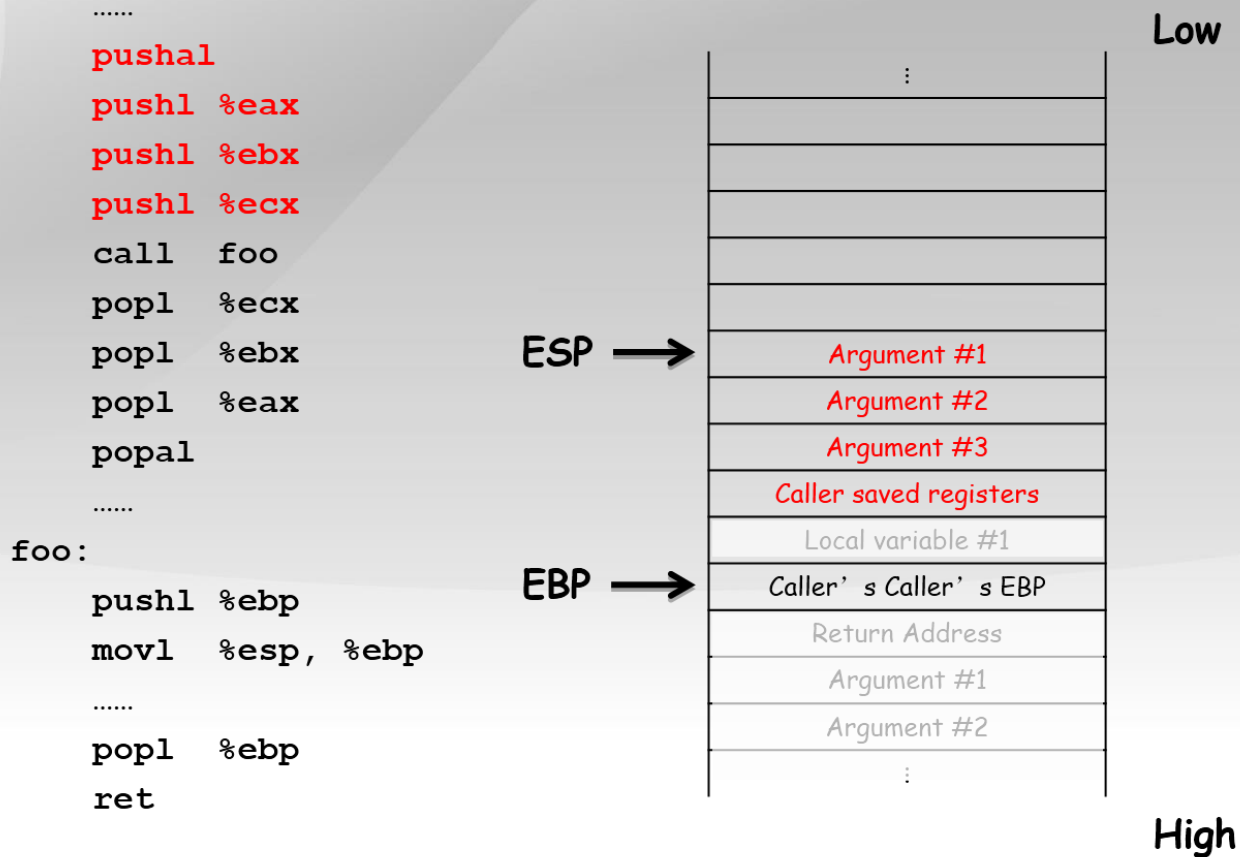 ……
pushal
pushl %eax
pushl %ebx
pushl %ecx
call foo
popl %ecx
popl %ebx
popl %eax
popal
……
foo:
pushl %ebp
movl %esp, %ebp
……
popl %ebp
ret
Low
⋮
ESP
Argument #1
Argument #2
Argument #3
Caller saved registers
Local variable #1
EBP
Caller’s Caller’s EBP
Return Address
Argument #1
Argument #2
⋮
High